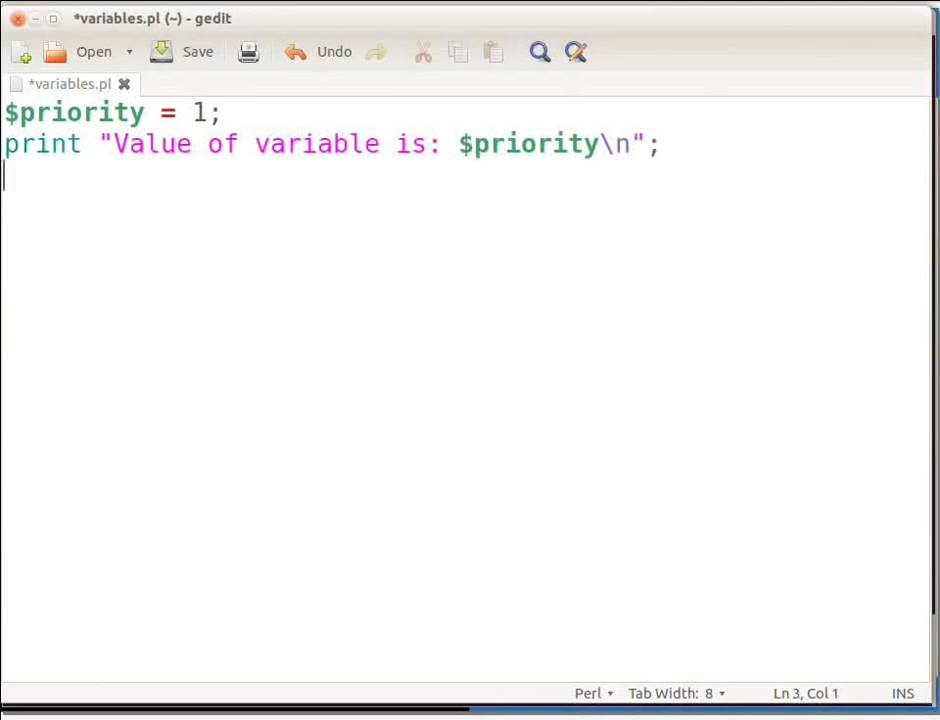 *variables.pl (~) - gedit
Open Save Undo
*variables.pl
$priority = 1;
print "Value of variable is: $priority\n";
Perl Tab Width: 8 Ln 3, Col 1 INS